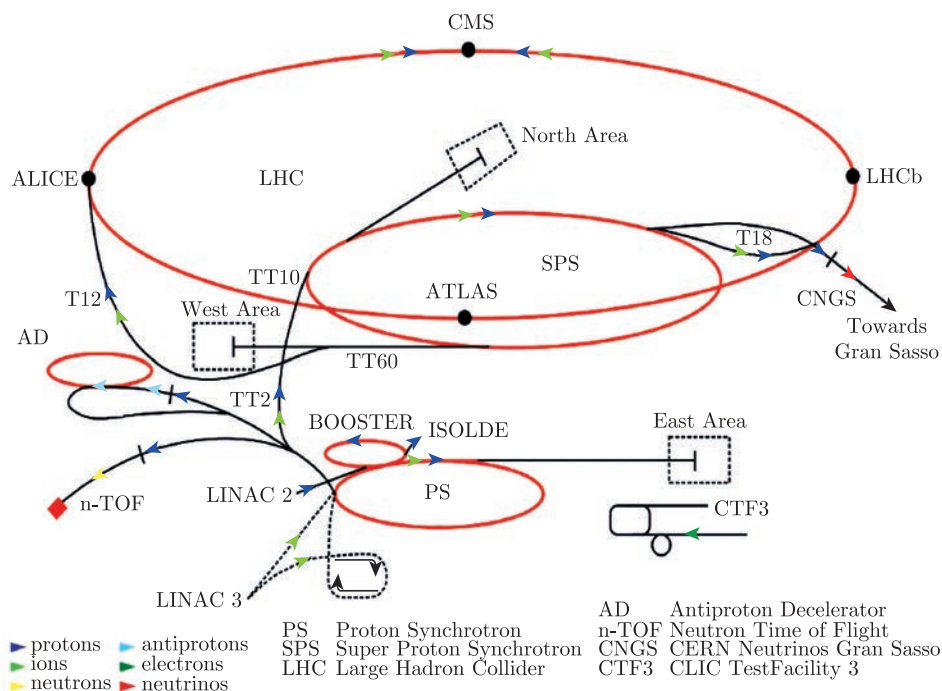 CMS
North Area
ALICE
LHC
LHCb
T18
TT10
SPS
T12
ATLAS
CNGS
West Area
Towards
Gran Sasso
AD
TT60
TT2
BOOSTER
ISOLDE
East Area
LINAC 2
PS
n-TOF
CTF3
LINAC 3
protons
ions
neutrons
antiprotons
electrons
neutrinos
PS Proton Synchrotron
SPS Super Proton Synchrotron
LHC Large Hadron Collider
AD Antiproton Decelerator
n-TOF Neutron Time of Flight
CNGS CERN Neutrinos Gran Sasso
CTF3 CLIC TestFacility 3